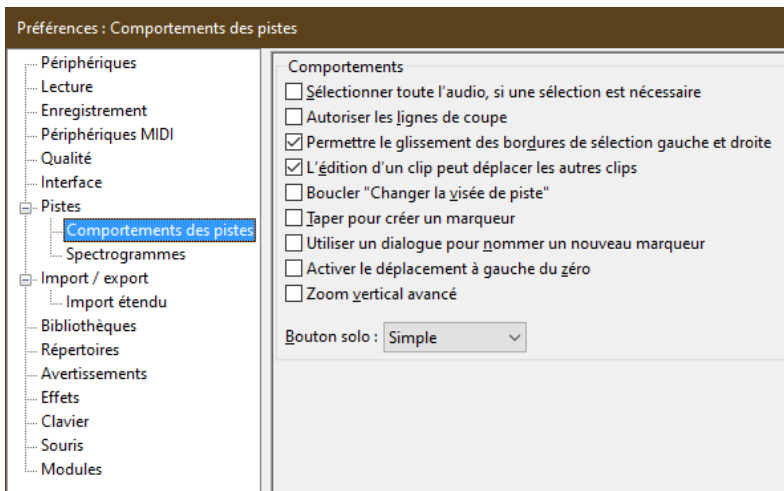 Préférences : Comportements des pistes
Périphériques
Lecture
Enregistrement
Périphériques MIDI
Qualité
Interface
Pistes
Comportements des pistes
Spectrogrammes
Import / export
Import étendu
Bibliothèques
Répertoires
Avertissements
Effets
Clavier
Souris
Modules
Comportements
Sélectionner toute l'audio, si une sélection est nécessaire
Autoriser les lignes de coupe
Permettre le glissement des bordures de sélection gauche et droite
L'édition d'un clip peut déplacer les autres clips
Boucler "Changer la visée de piste"
Taper pour créer un marqueur
Utiliser un dialogue pour nommer un nouveau marqueur
Activer le déplacement à gauche du zéro
Zoom vertical avancé
Bouton solo : Simple